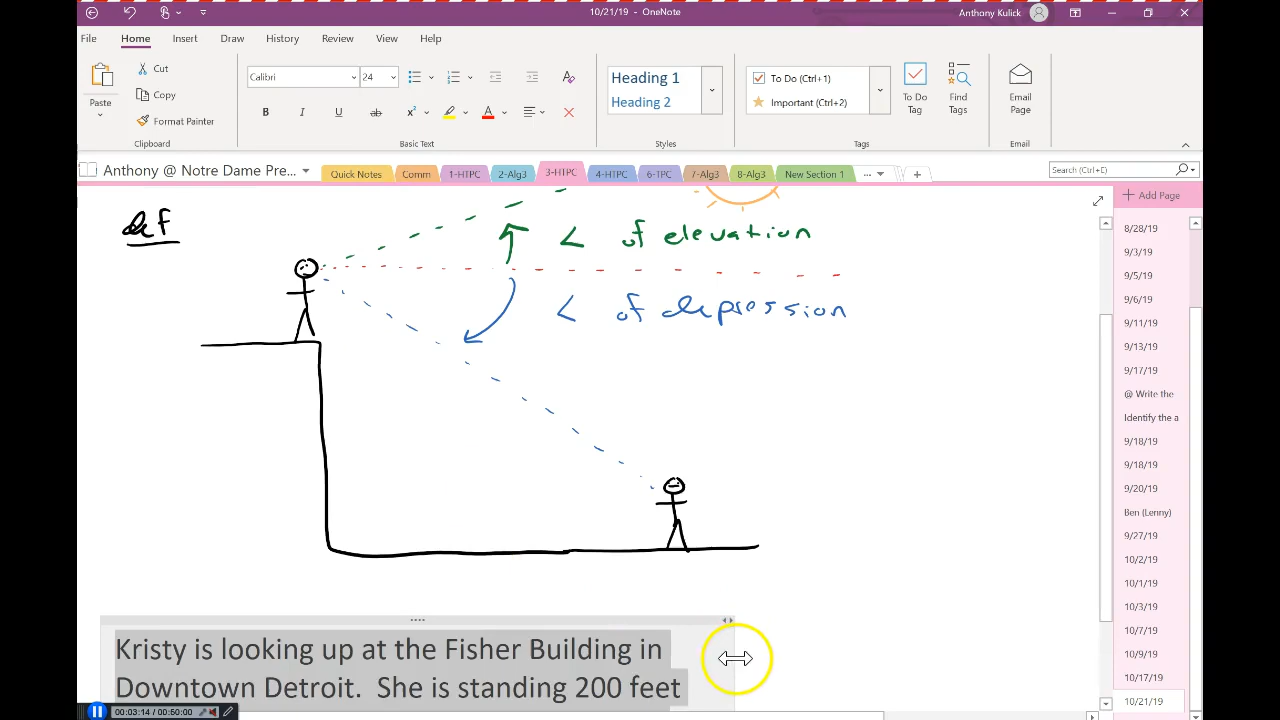 10/21/19 - OneNote
Anthony Kulick
File Home Insert Draw History Review View Help
Paste
Cut
Copy
Format Painter
Clipboard
Calibri 24
B I U ab x² A A
Basic Text
Heading 1
Heading 2
Styles
To Do (Ctrl+1)
Important (Ctrl+2)
To Do Tag
Find Tags
Tags
Email Page
Email
Anthony @ Notre Dame Pre... Quick Notes Comm 1-HTPC 2-Alg3 3-HTPC 4-HTPC 6-TPC 7-Alg3 8-Alg3 New Section 1 ... +
Search (Ctrl+E)
+ Add Page
8/28/19
9/3/19
9/5/19
9/6/19
9/11/19
9/13/19
9/17/19
@ Write the
Identify the a
9/18/19
9/18/19
9/20/19
Ben (Lenny)
9/27/19
10/2/19
10/1/19
10/3/19
10/7/19
10/9/19
10/17/19
10/21/19
def
∠ of elevation
∠ of depression
Kristy is looking up at the Fisher Building in
Downtown Detroit. She is standing 200 feet
00:03:14 / 00:60:00